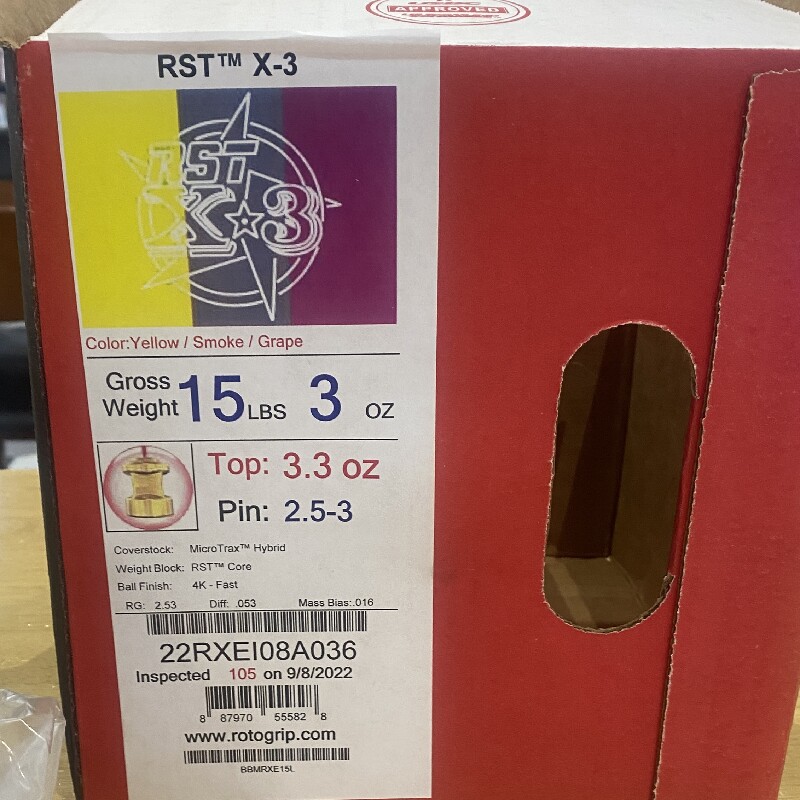 APPROVED
RST™ X-3
RST
X★3
Color:Yellow / Smoke / Grape
Gross Weight 15 LBS 3 OZ
Top: 3.3 oz
Pin: 2.5-3
Coverstock: MicroTrax™ Hybrid
Weight Block: RST™ Core
Ball Finish: 4K - Fast
RG: 2.53 Diff: .053 Mass Bias:.016
22RXEI08A036
Inspected 105 on 9/8/2022
8 87970 55582 8
www.rotogrip.com
BBMRXE15L